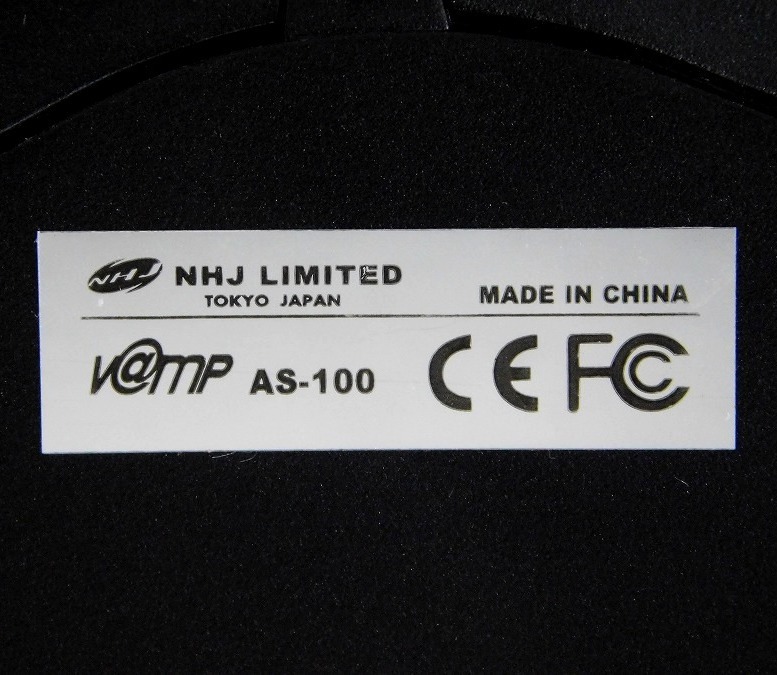 NHJ NHJ LIMITED
TOKYO JAPAN
MADE IN CHINA
v@mp AS-100 CE FC